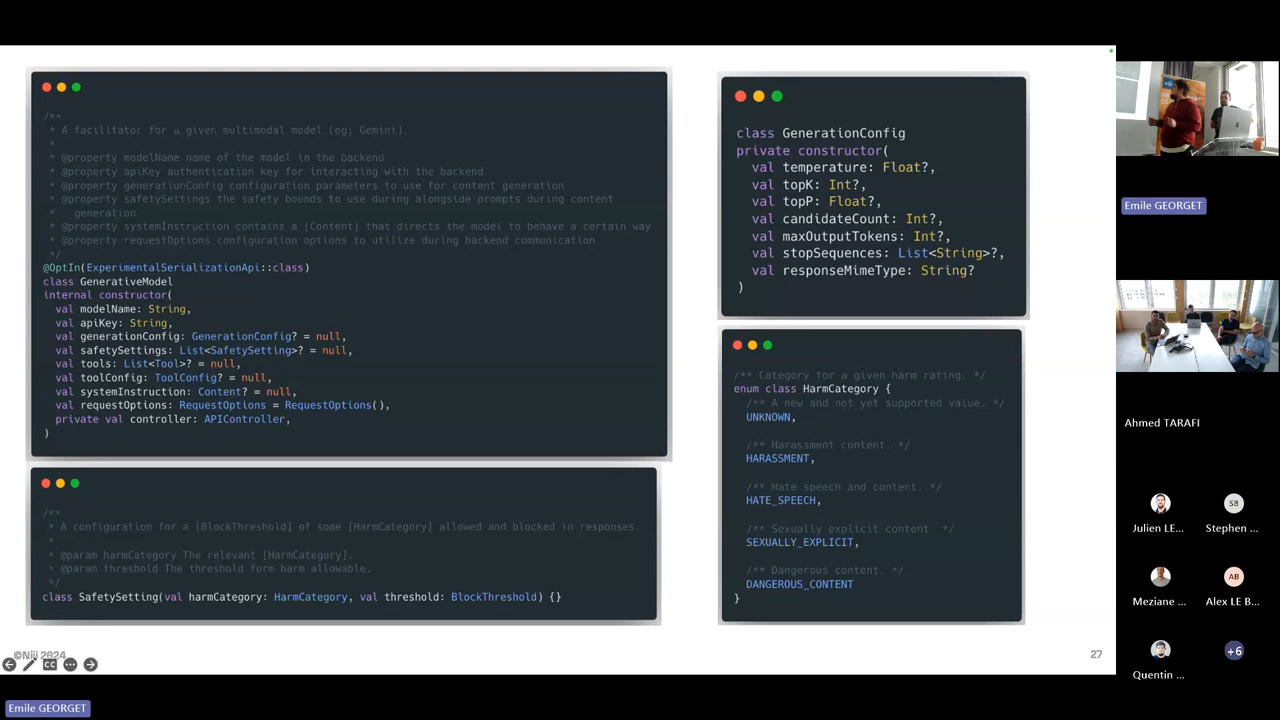 /**
 * A facilitator for a given multimodal model (eg; Gemini).
 *
 * @property modelName name of the model in the backend
 * @property apiKey authentication key for interacting with the backend
 * @property generationConfig configuration parameters to use for content generation
 * @property safetySettings the safety bounds to use during alongside prompts during content
 *   generation
 * @property systemInstruction contains a [Content] that directs the model to behave a certain way
 * @property requestOptions configuration options to utilize during backend communication
 */
@OptIn(ExperimentalSerializationApi::class)
class GenerativeModel
internal constructor(
  val modelName: String,
  val apiKey: String,
  val generationConfig: GenerationConfig? = null,
  val safetySettings: List<SafetySetting>? = null,
  val tools: List<Tool>? = null,
  val toolConfig: ToolConfig? = null,
  val systemInstruction: Content? = null,
  val requestOptions: RequestOptions = RequestOptions(),
  private val controller: APIController,
)
/**
 * A configuration for a [BlockThreshold] of some [HarmCategory] allowed and blocked in responses.
 *
 * @param harmCategory The relevant [HarmCategory].
 * @param threshold The threshold form harm allowable.
 */
class SafetySetting(val harmCategory: HarmCategory, val threshold: BlockThreshold) {}
class GenerationConfig
private constructor(
  val temperature: Float?,
  val topK: Int?,
  val topP: Float?,
  val candidateCount: Int?,
  val maxOutputTokens: Int?,
  val stopSequences: List<String>?,
  val responseMimeType: String?
)
/** Category for a given harm rating. */
enum class HarmCategory {
  /** A new and not yet supported value. */
  UNKNOWN,
  /** Harassment content. */
  HARASSMENT,
  /** Hate speech and content. */
  HATE_SPEECH,
  /** Sexually explicit content. */
  SEXUALLY_EXPLICIT,
  /** Dangerous content. */
  DANGEROUS_CONTENT
}
©Niji 2024
CC
27
Emile GEORGET
Emile GEORGET
Ahmed TARAFI
SB
Julien LE...
Stephen ...
AB
Meziane ...
Alex LE B...
+6
Quentin ...